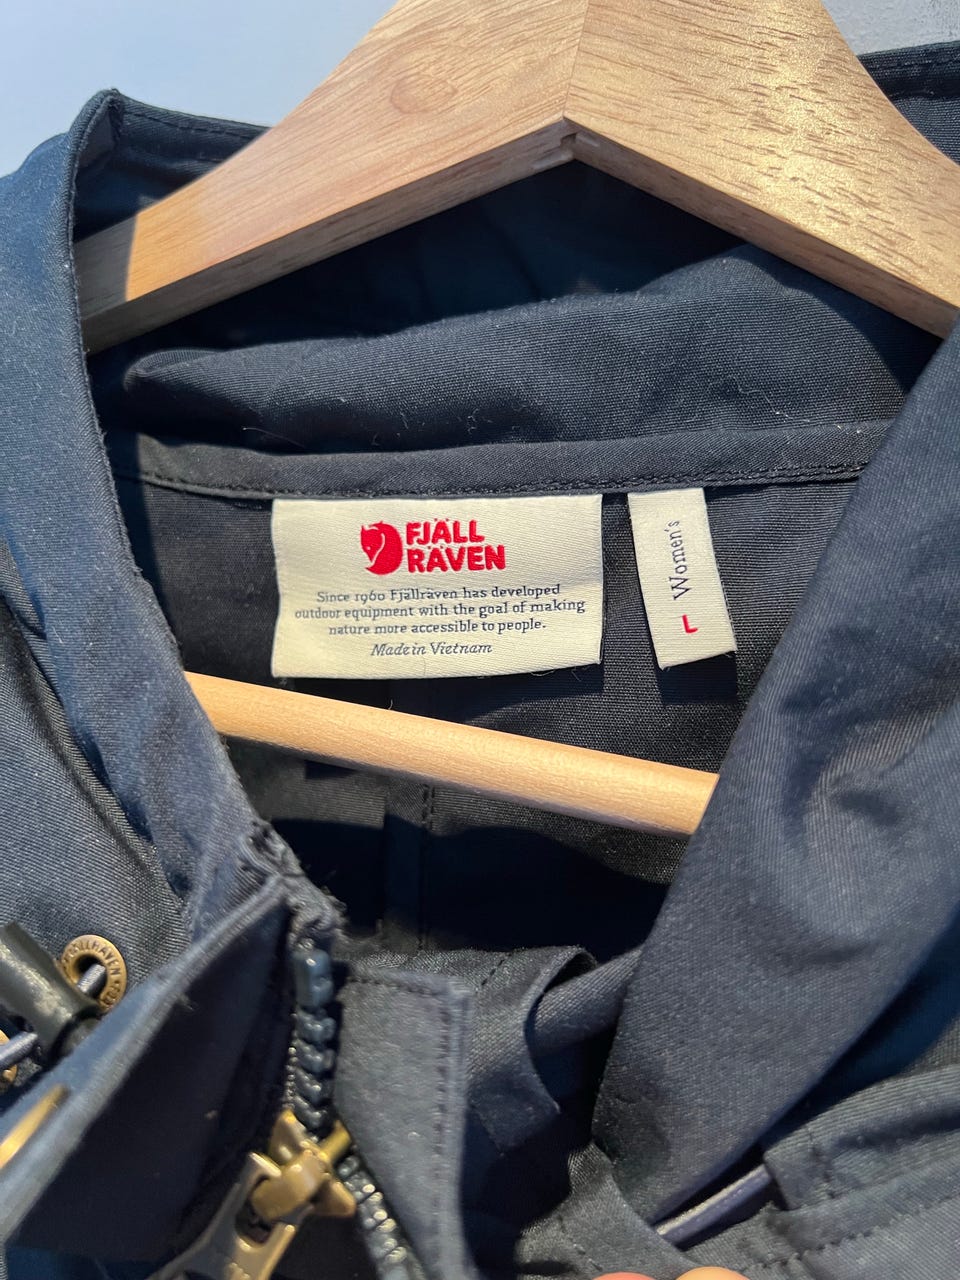 FJÄLL
RÄVEN
Since 1960 Fjällräven has developed
outdoor equipment with the goal of making
nature more accessible to people.
Made in Vietnam
Women's
L
FJÄLLRÄVEN